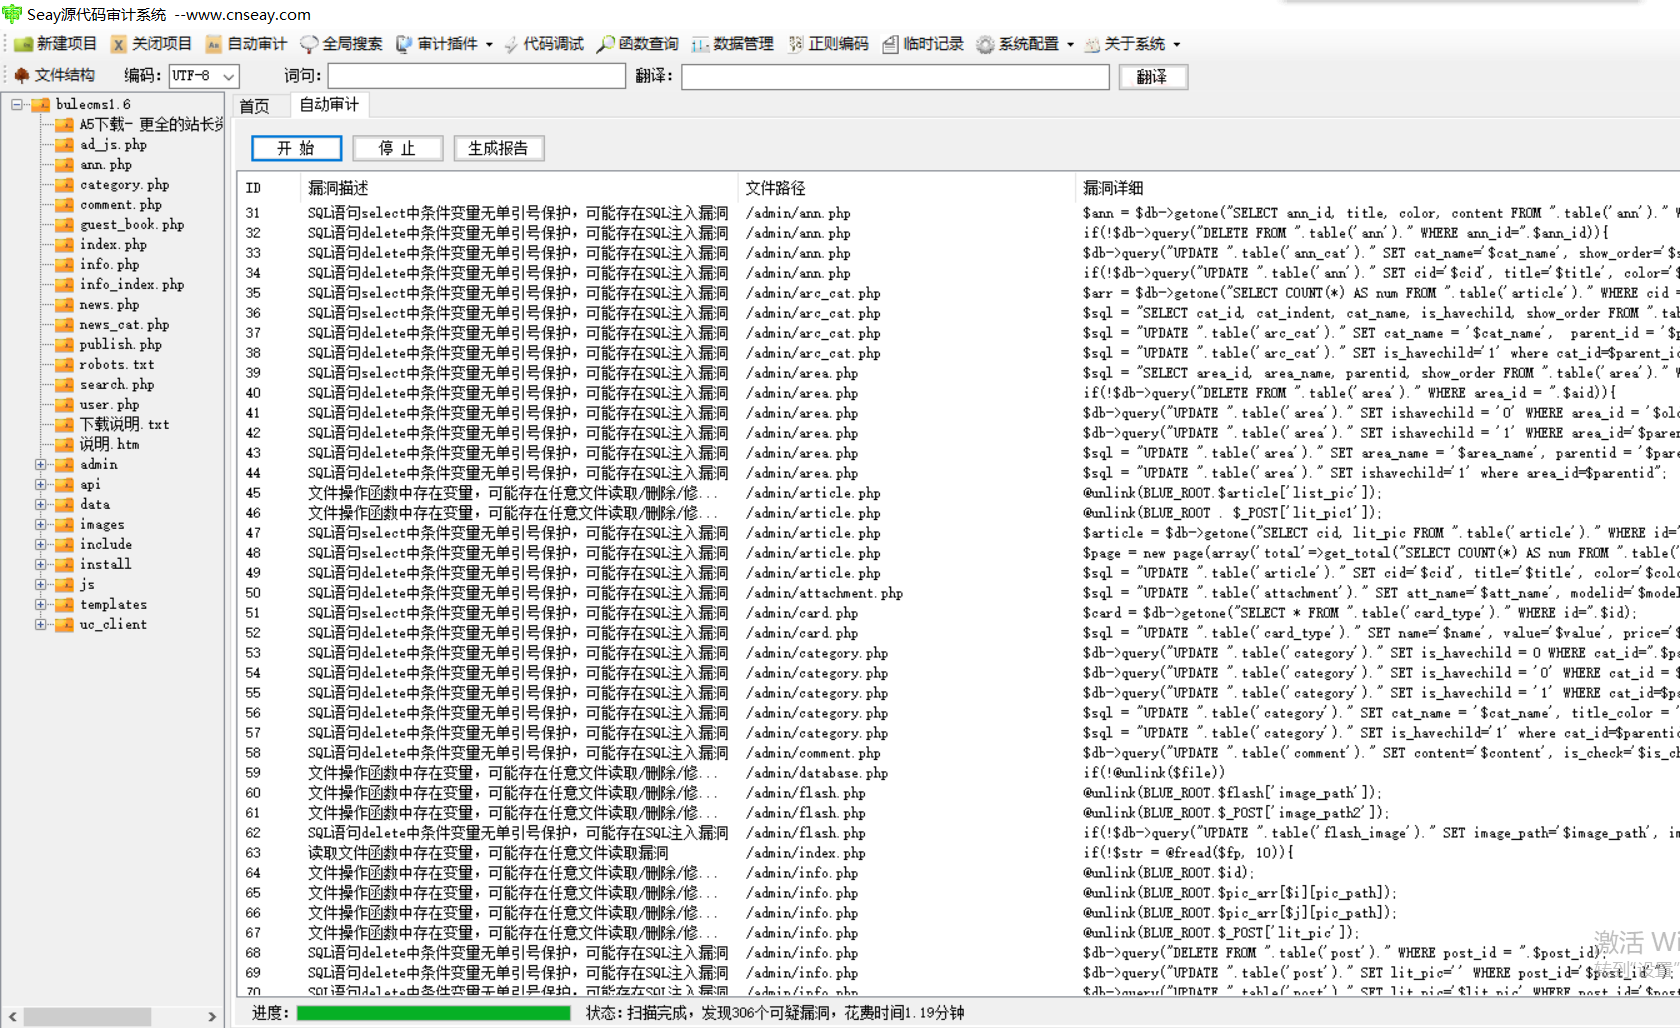 Seay源代码审计系统 --www.cnseay.com
新建项目 关闭项目 自动审计 全局搜索 审计插件 代码调试 函数查询 数据管理 正则编码 临时记录 系统配置 关于系统
文件结构 编码: UTF-8 词句: 翻译: 翻译
bulecms1.6
A5下载- 更全的站长资
ad_js.php
ann.php
category.php
comment.php
guest_book.php
index.php
info.php
info_index.php
news.php
news_cat.php
publish.php
robots.txt
search.php
user.php
下载说明.txt
说明.htm
admin
api
data
images
include
install
js
templates
uc_client
首页 自动审计
开 始 停 止 生成报告
ID 漏洞描述 文件路径 漏洞详细
31 SQL语句select中条件变量无单引号保护，可能存在SQL注入漏洞 /admin/ann.php $ann = $db->getone("SELECT ann_id, title, color, content FROM ".table('ann')." W
32 SQL语句delete中条件变量无单引号保护，可能存在SQL注入漏洞 /admin/ann.php if(!$db->query("DELETE FROM ".table('ann')." WHERE ann_id=".$ann_id)){
33 SQL语句delete中条件变量无单引号保护，可能存在SQL注入漏洞 /admin/ann.php $db->query("UPDATE ".table('ann_cat')." SET cat_name='$cat_name', show_order='$s
34 SQL语句delete中条件变量无单引号保护，可能存在SQL注入漏洞 /admin/ann.php if(!$db->query("UPDATE ".table('ann')." SET cid='$cid', title='$title', color='$
35 SQL语句select中条件变量无单引号保护，可能存在SQL注入漏洞 /admin/arc_cat.php $arr = $db->getone("SELECT COUNT(*) AS num FROM ".table('article')." WHERE cid =
36 SQL语句select中条件变量无单引号保护，可能存在SQL注入漏洞 /admin/arc_cat.php $sql = "SELECT cat_id, cat_indent, cat_name, is_havechild, show_order FROM ".tab
37 SQL语句delete中条件变量无单引号保护，可能存在SQL注入漏洞 /admin/arc_cat.php $sql = "UPDATE ".table('arc_cat')." SET cat_name = '$cat_name', parent_id = '$p
38 SQL语句delete中条件变量无单引号保护，可能存在SQL注入漏洞 /admin/arc_cat.php $sql = "UPDATE ".table('arc_cat')." SET is_havechild='1' where cat_id=$parent_ic
39 SQL语句select中条件变量无单引号保护，可能存在SQL注入漏洞 /admin/area.php $sql = "SELECT area_id, area_name, parentid, show_order FROM ".table('area')." W
40 SQL语句delete中条件变量无单引号保护，可能存在SQL注入漏洞 /admin/area.php if(!$db->query("DELETE FROM ".table('area')." WHERE area_id = ".$aid)){
41 SQL语句delete中条件变量无单引号保护，可能存在SQL注入漏洞 /admin/area.php $db->query("UPDATE ".table('area')." SET ishavechild = '0' WHERE area_id = '$olc
42 SQL语句delete中条件变量无单引号保护，可能存在SQL注入漏洞 /admin/area.php $db->query("UPDATE ".table('area')." SET ishavechild = '1' WHERE area_id='$paren
43 SQL语句delete中条件变量无单引号保护，可能存在SQL注入漏洞 /admin/area.php $sql = "UPDATE ".table('area')." SET area_name = '$area_name', parentid = '$pare
44 SQL语句delete中条件变量无单引号保护，可能存在SQL注入漏洞 /admin/area.php $sql = "UPDATE ".table('area')." SET ishavechild='1' where area_id=$parentid";
45 文件操作函数中存在变量，可能存在任意文件读取/删除/修... /admin/article.php @unlink(BLUE_ROOT.$article['list_pic']);
46 文件操作函数中存在变量，可能存在任意文件读取/删除/修... /admin/article.php @unlink(BLUE_ROOT . $_POST['lit_pic1']);
47 SQL语句select中条件变量无单引号保护，可能存在SQL注入漏洞 /admin/article.php $article = $db->getone("SELECT cid, lit_pic FROM ".table('article')." WHERE id="
48 SQL语句select中条件变量无单引号保护，可能存在SQL注入漏洞 /admin/article.php $page = new page(array('total'=>get_total("SELECT COUNT(*) AS num FROM ".table('
49 SQL语句delete中条件变量无单引号保护，可能存在SQL注入漏洞 /admin/article.php $sql = "UPDATE ".table('article')." SET cid='$cid', title='$title', color='$colo
50 SQL语句delete中条件变量无单引号保护，可能存在SQL注入漏洞 /admin/attachment.php $sql = "UPDATE ".table('attachment')." SET att_name='$att_name', modelid='$model
51 SQL语句select中条件变量无单引号保护，可能存在SQL注入漏洞 /admin/card.php $card = $db->getone("SELECT * FROM ".table('card_type')." WHERE id=".$id);
52 SQL语句delete中条件变量无单引号保护，可能存在SQL注入漏洞 /admin/card.php $sql = "UPDATE ".table('card_type')." SET name='$name', value='$value', price='$
53 SQL语句delete中条件变量无单引号保护，可能存在SQL注入漏洞 /admin/category.php $db->query("UPDATE ".table('category')." SET is_havechild = 0 WHERE cat_id=".$pa
54 SQL语句delete中条件变量无单引号保护，可能存在SQL注入漏洞 /admin/category.php $db->query("UPDATE ".table('category')." SET is_havechild = '0' WHERE cat_id = $
55 SQL语句delete中条件变量无单引号保护，可能存在SQL注入漏洞 /admin/category.php $db->query("UPDATE ".table('category')." SET is_havechild = '1' WHERE cat_id=$pa
56 SQL语句delete中条件变量无单引号保护，可能存在SQL注入漏洞 /admin/category.php $sql = "UPDATE ".table('category')." SET cat_name = '$cat_name', title_color = '
57 SQL语句delete中条件变量无单引号保护，可能存在SQL注入漏洞 /admin/category.php $sql = "UPDATE ".table('category')." SET is_havechild='1' where cat_id=$parentic
58 SQL语句delete中条件变量无单引号保护，可能存在SQL注入漏洞 /admin/comment.php $db->query("UPDATE ".table('comment')." SET content='$content', is_check='$is_ch
59 文件操作函数中存在变量，可能存在任意文件读取/删除/修... /admin/database.php if(!@unlink($file))
60 文件操作函数中存在变量，可能存在任意文件读取/删除/修... /admin/flash.php @unlink(BLUE_ROOT.$flash['image_path']);
61 文件操作函数中存在变量，可能存在任意文件读取/删除/修... /admin/flash.php @unlink(BLUE_ROOT.$_POST['image_path2']);
62 SQL语句delete中条件变量无单引号保护，可能存在SQL注入漏洞 /admin/flash.php if(!$db->query("UPDATE ".table('flash_image')." SET image_path='$image_path', im
63 读取文件函数中存在变量，可能存在任意文件读取漏洞 /admin/index.php if(!$str = @fread($fp, 10)){
64 文件操作函数中存在变量，可能存在任意文件读取/删除/修... /admin/info.php @unlink(BLUE_ROOT.$id);
65 文件操作函数中存在变量，可能存在任意文件读取/删除/修... /admin/info.php @unlink(BLUE_ROOT.$pic_arr[$i][pic_path]);
66 文件操作函数中存在变量，可能存在任意文件读取/删除/修... /admin/info.php @unlink(BLUE_ROOT.$pic_arr[$j][pic_path]);
67 文件操作函数中存在变量，可能存在任意文件读取/删除/修... /admin/info.php @unlink(BLUE_ROOT.$_POST['lit_pic']);
68 SQL语句delete中条件变量无单引号保护，可能存在SQL注入漏洞 /admin/info.php $db->query("DELETE FROM ".table('post')." WHERE post_id = ".$post_id);
69 SQL语句delete中条件变量无单引号保护，可能存在SQL注入漏洞 /admin/info.php $db->query("UPDATE ".table('post')." SET lit_pic='' WHERE post_id='$post_id'");
70 SQL语句delete中条件变量无单引号保护，可能存在SQL注入漏洞 /admin/info.php $db->query("UPDATE ".table('post')." SET lit_pic='$lit_pic' WHERE post_id='$post
激活 Wi
转到"设置"
进度: 状态: 扫描完成，发现306个可疑漏洞，花费时间1.19分钟